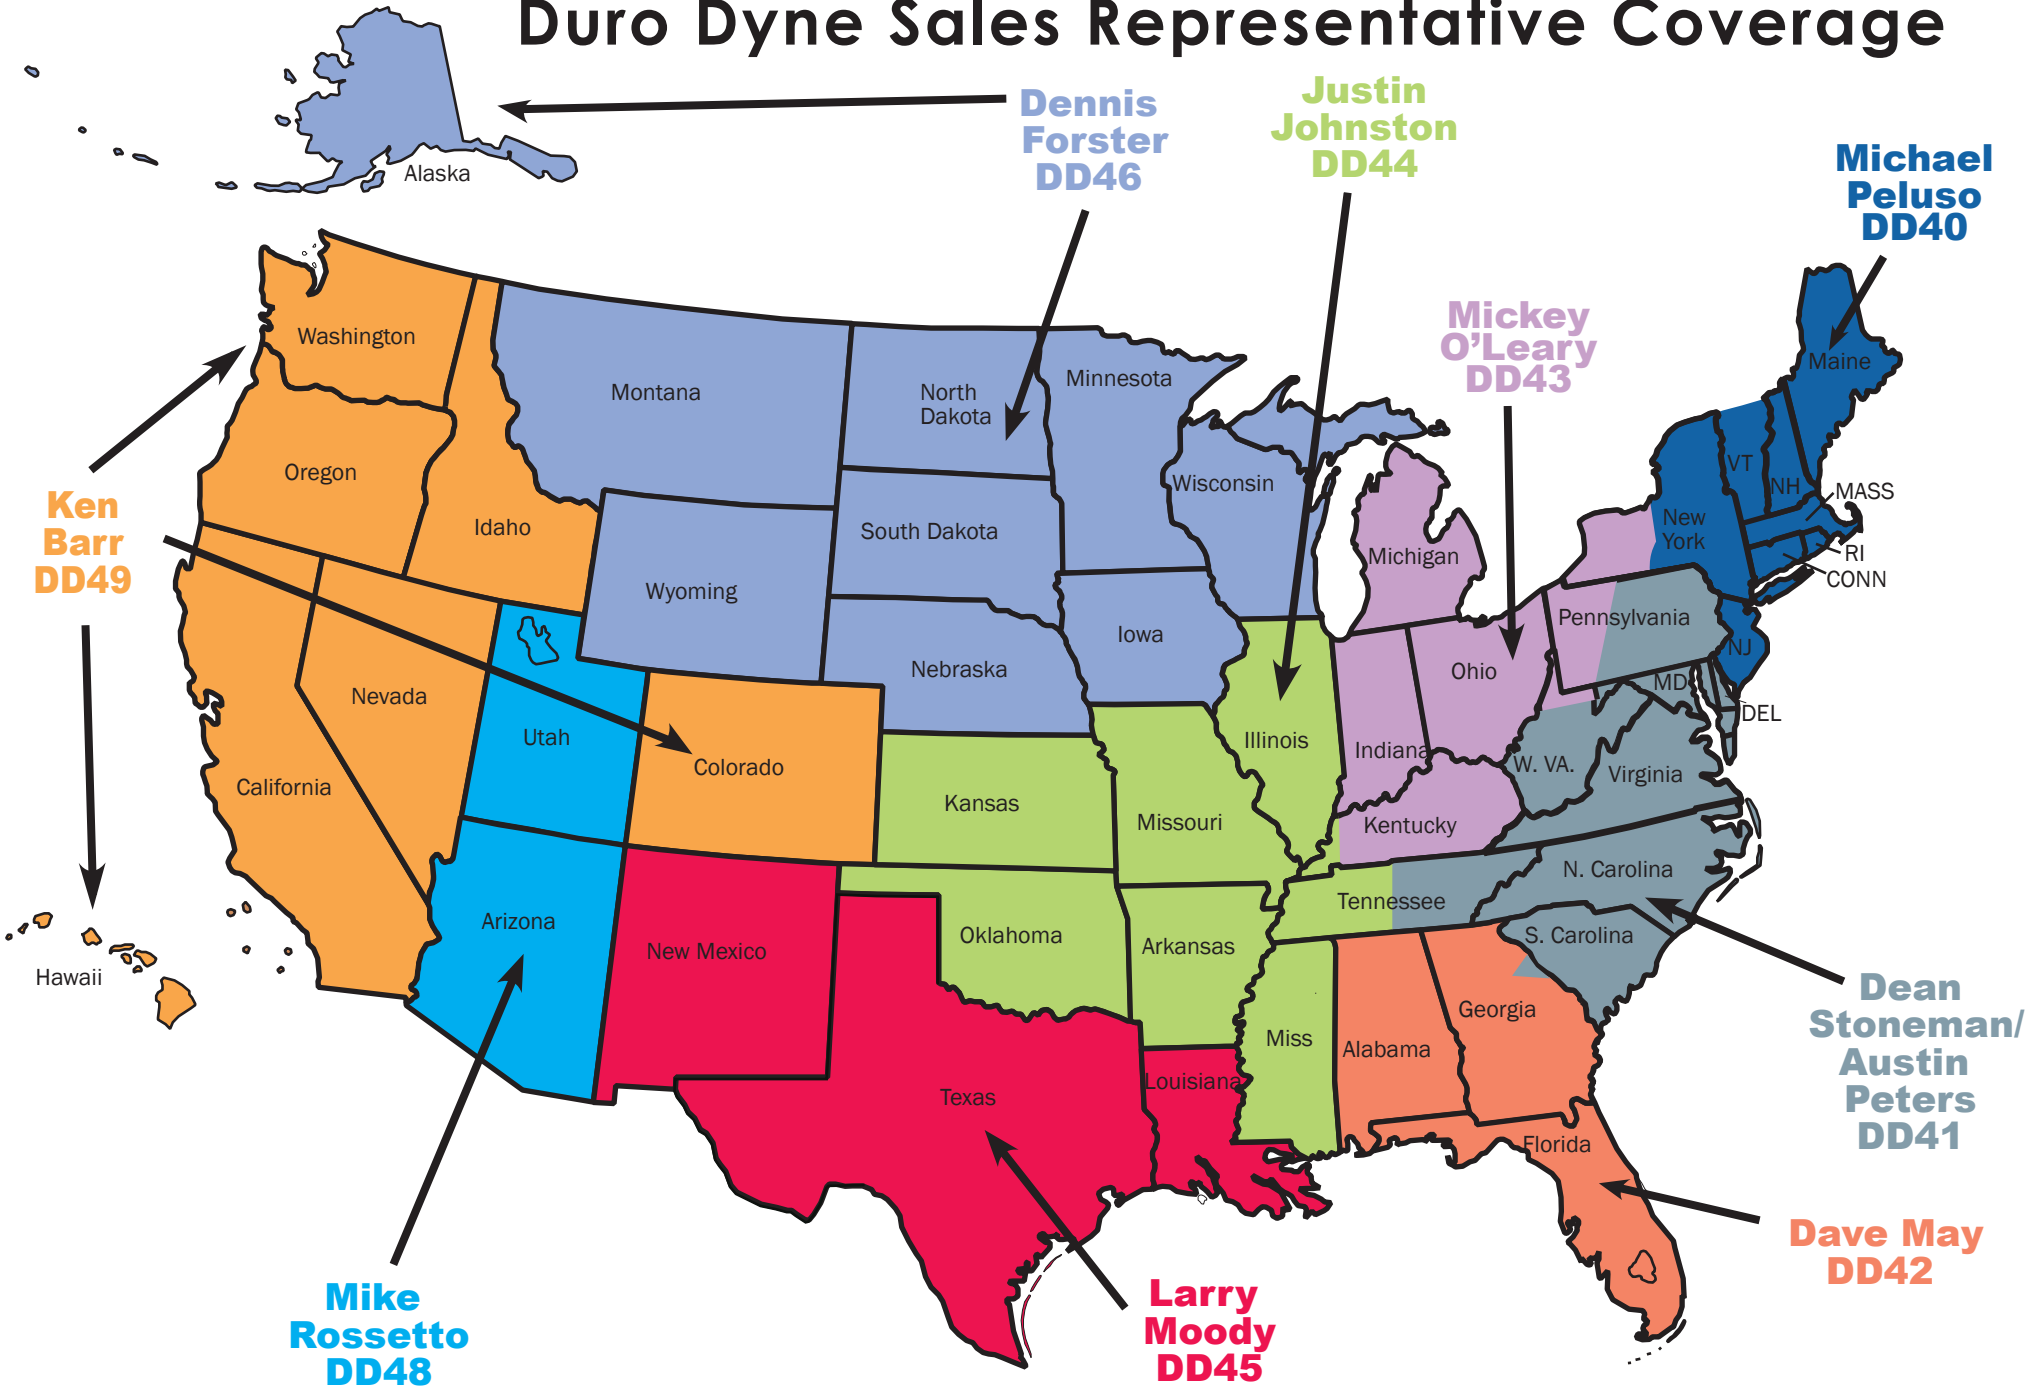 Duro Dyne Sales Representative Coverage
Dennis
Forster
DD46
Justin
Johnston
DD44
Michael
Peluso
DD40
Mickey
O'Leary
DD43
Ken
Barr
DD49
Dean
Stoneman/
Austin
Peters
DD41
Dave May
DD42
Larry
Moody
DD45
Mike
Rossetto
DD48
Alaska
Washington
Oregon
Idaho
Montana
North
Dakota
Minnesota
Wisconsin
South Dakota
Wyoming
Nebraska
Iowa
Michigan
Maine
VT
NH
MASS
New
York
RI
CONN
Pennsylvania
NJ
MD
DEL
Ohio
Indiana
Illinois
W. VA.
Virginia
Kentucky
Nevada
Utah
Colorado
California
Kansas
Missouri
Tennessee
N. Carolina
S. Carolina
Arizona
New Mexico
Oklahoma
Arkansas
Hawaii
Texas
Louisiana
Miss
Alabama
Georgia
Florida